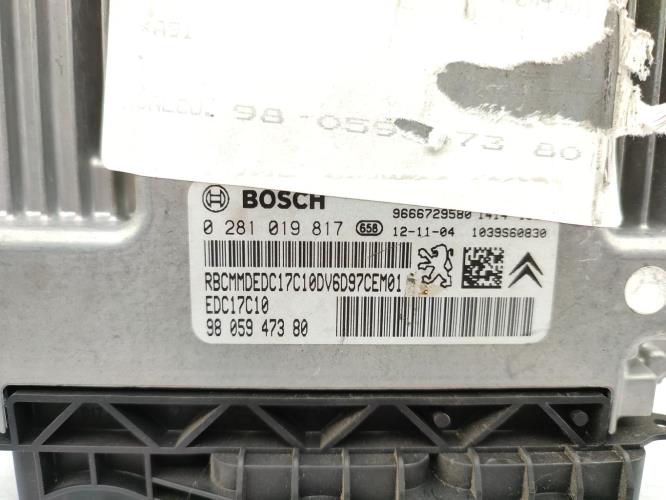 98 059 73 80
BOSCH
9666729580 1414
0 281 019 817 658 12-11-04 1039S60830
RBCMMDEDC17C10DV6D97CEM01
EDC17C10
98 059 473 80